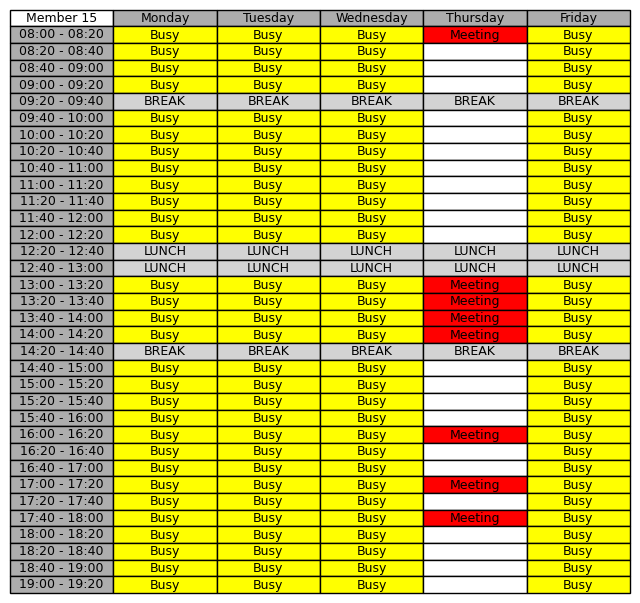 Member 15 Monday Tuesday Wednesday Thursday Friday
08:00 - 08:20 Busy Busy Busy Meeting Busy
08:20 - 08:40 Busy Busy Busy Busy
08:40 - 09:00 Busy Busy Busy Busy
09:00 - 09:20 Busy Busy Busy Busy
09:20 - 09:40 BREAK BREAK BREAK BREAK BREAK
09:40 - 10:00 Busy Busy Busy Busy
10:00 - 10:20 Busy Busy Busy Busy
10:20 - 10:40 Busy Busy Busy Busy
10:40 - 11:00 Busy Busy Busy Busy
11:00 - 11:20 Busy Busy Busy Busy
11:20 - 11:40 Busy Busy Busy Busy
11:40 - 12:00 Busy Busy Busy Busy
12:00 - 12:20 Busy Busy Busy Busy
12:20 - 12:40 LUNCH LUNCH LUNCH LUNCH LUNCH
12:40 - 13:00 LUNCH LUNCH LUNCH LUNCH LUNCH
13:00 - 13:20 Busy Busy Busy Meeting Busy
13:20 - 13:40 Busy Busy Busy Meeting Busy
13:40 - 14:00 Busy Busy Busy Meeting Busy
14:00 - 14:20 Busy Busy Busy Meeting Busy
14:20 - 14:40 BREAK BREAK BREAK BREAK BREAK
14:40 - 15:00 Busy Busy Busy Busy
15:00 - 15:20 Busy Busy Busy Busy
15:20 - 15:40 Busy Busy Busy Busy
15:40 - 16:00 Busy Busy Busy Busy
16:00 - 16:20 Busy Busy Busy Meeting Busy
16:20 - 16:40 Busy Busy Busy Busy
16:40 - 17:00 Busy Busy Busy Busy
17:00 - 17:20 Busy Busy Busy Meeting Busy
17:20 - 17:40 Busy Busy Busy Busy
17:40 - 18:00 Busy Busy Busy Meeting Busy
18:00 - 18:20 Busy Busy Busy Busy
18:20 - 18:40 Busy Busy Busy Busy
18:40 - 19:00 Busy Busy Busy Busy
19:00 - 19:20 Busy Busy Busy Busy